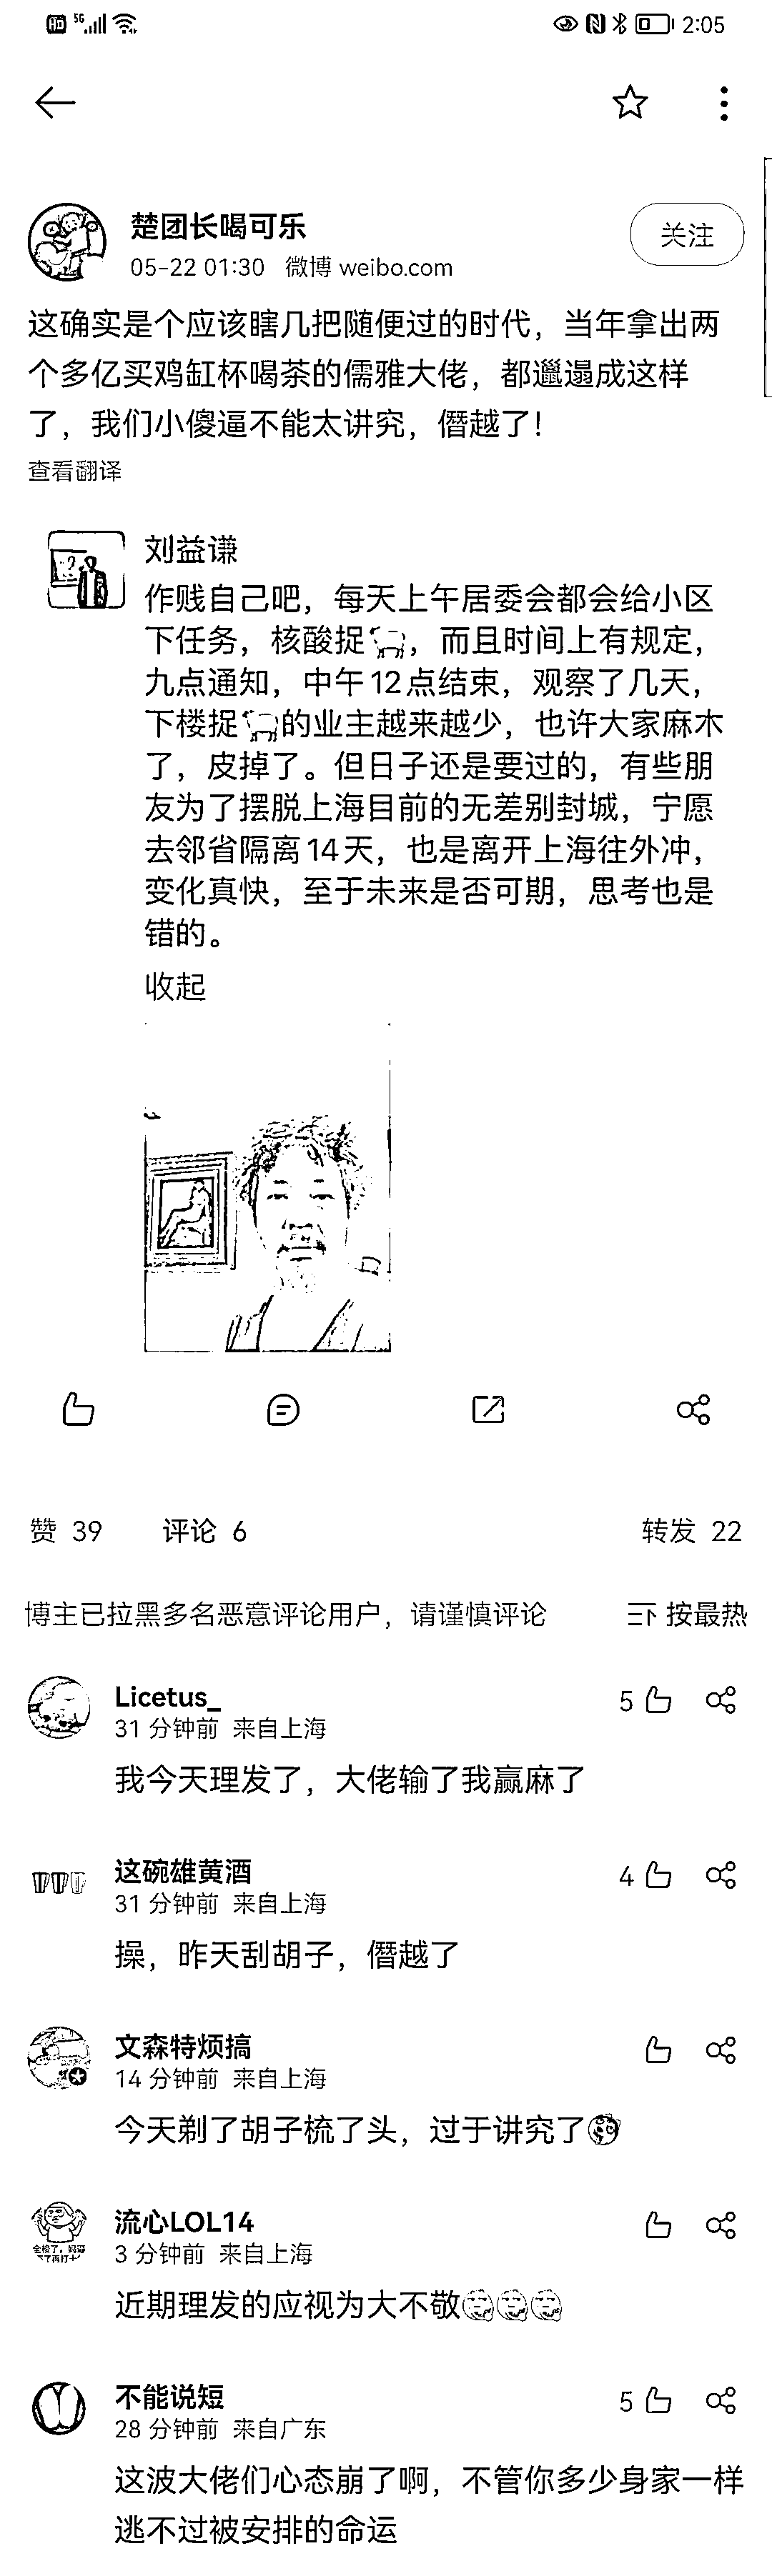 HD 5G 2:05
楚团长喝可乐
关注
05-22 01:30 微博 weibo.com
这确实是个应该瞎几把随便过的时代，当年拿出两
个多亿买鸡缸杯喝茶的儒雅大佬，都邋遢成这样
了，我们小傻逼不能太讲究，僭越了！
查看翻译
刘益谦
作贱自己吧，每天上午居委会都会给小区
下任务，核酸捉🐑，而且时间上有规定，
九点通知，中午12点结束，观察了几天，
下楼捉🐑的业主越来越少，也许大家麻木
了，皮掉了。但日子还是要过的，有些朋
友为了摆脱上海目前的无差别封城，宁愿
去邻省隔离14天，也是离开上海往外冲，
变化真快，至于未来是否可期，思考也是
错的。
收起
赞 39 评论 6 转发 22
博主已拉黑多名恶意评论用户，请谨慎评论 按最热
Licetus_
5
31 分钟前 来自上海
我今天理发了，大佬输了我赢麻了
这碗雄黄酒
4
31 分钟前 来自上海
操，昨天刮胡子，僭越了
文森特烦搞
14 分钟前 来自上海
今天剃了胡子梳了头，过于讲究了
流心LOL14
3 分钟前 来自上海
近期理发的应视为大不敬
不能说短
5
28 分钟前 来自广东
这波大佬们心态崩了啊，不管你多少身家一样
逃不过被安排的命运